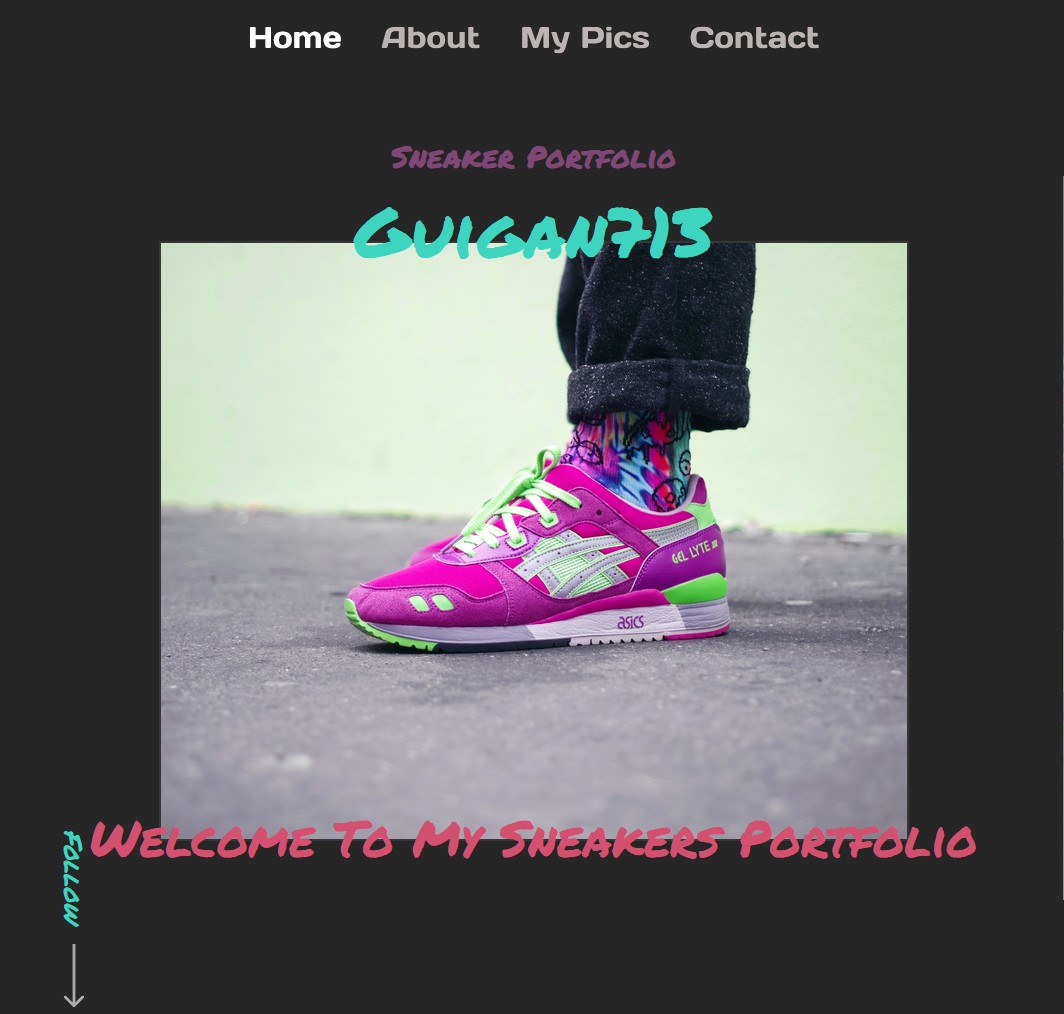 Home About My Pics Contact
Sneaker Portfolio
Guigan713
GEL LYTE III
asics
Welcome To My Sneakers Portfolio
Follow